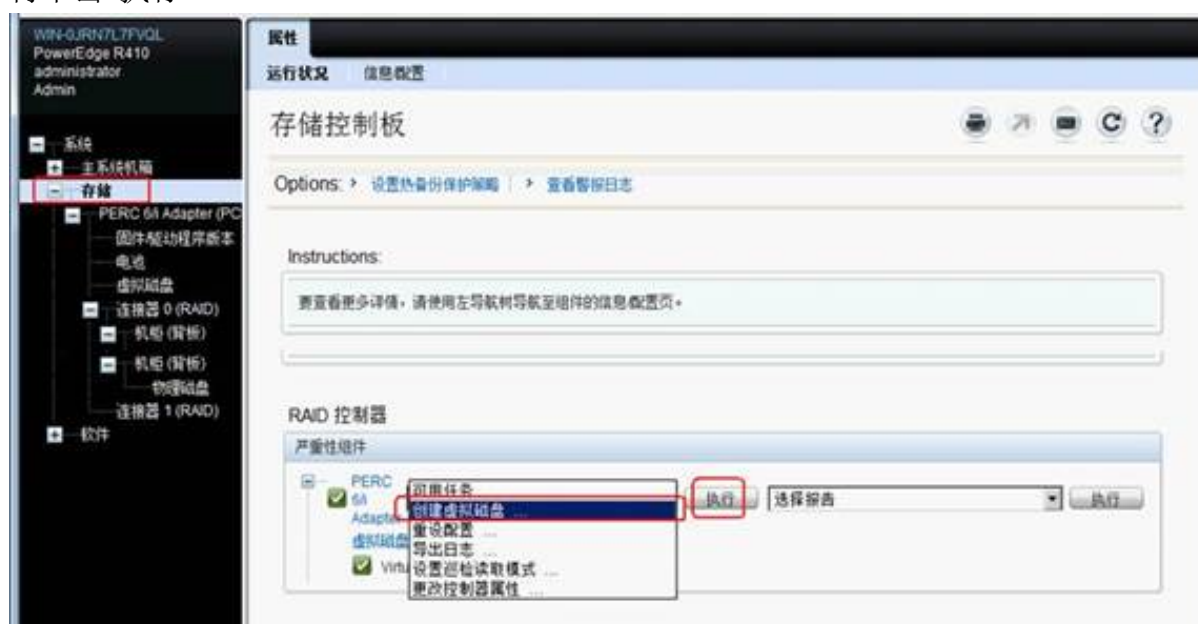 WIN-0JRN7L7FVQL
PowerEdge R410
administrator
Admin
系统
主系统机箱
存储
PERC 6/i Adapter (PC
固件/驱动程序版本
电池
虚拟磁盘
连接器 0 (RAID)
机柜 (背板)
机柜 (背板)
物理磁盘
连接器 1 (RAID)
软件
属性
运行状况 信息/配置
存储控制板
Options: 设置热备份保护策略 查看警报日志
Instructions:
要查看更多详情，请使用左导航树导航至组件的信息/配置页。
RAID 控制器
严重性组件
PERC
6/i
Adapter
虚拟磁盘
Virtu
可用任务
创建虚拟磁盘 ...
重设配置 ...
导出日志 ...
设置巡检读取模式 ...
更改控制器属性 ...
执行
选择报告
执行